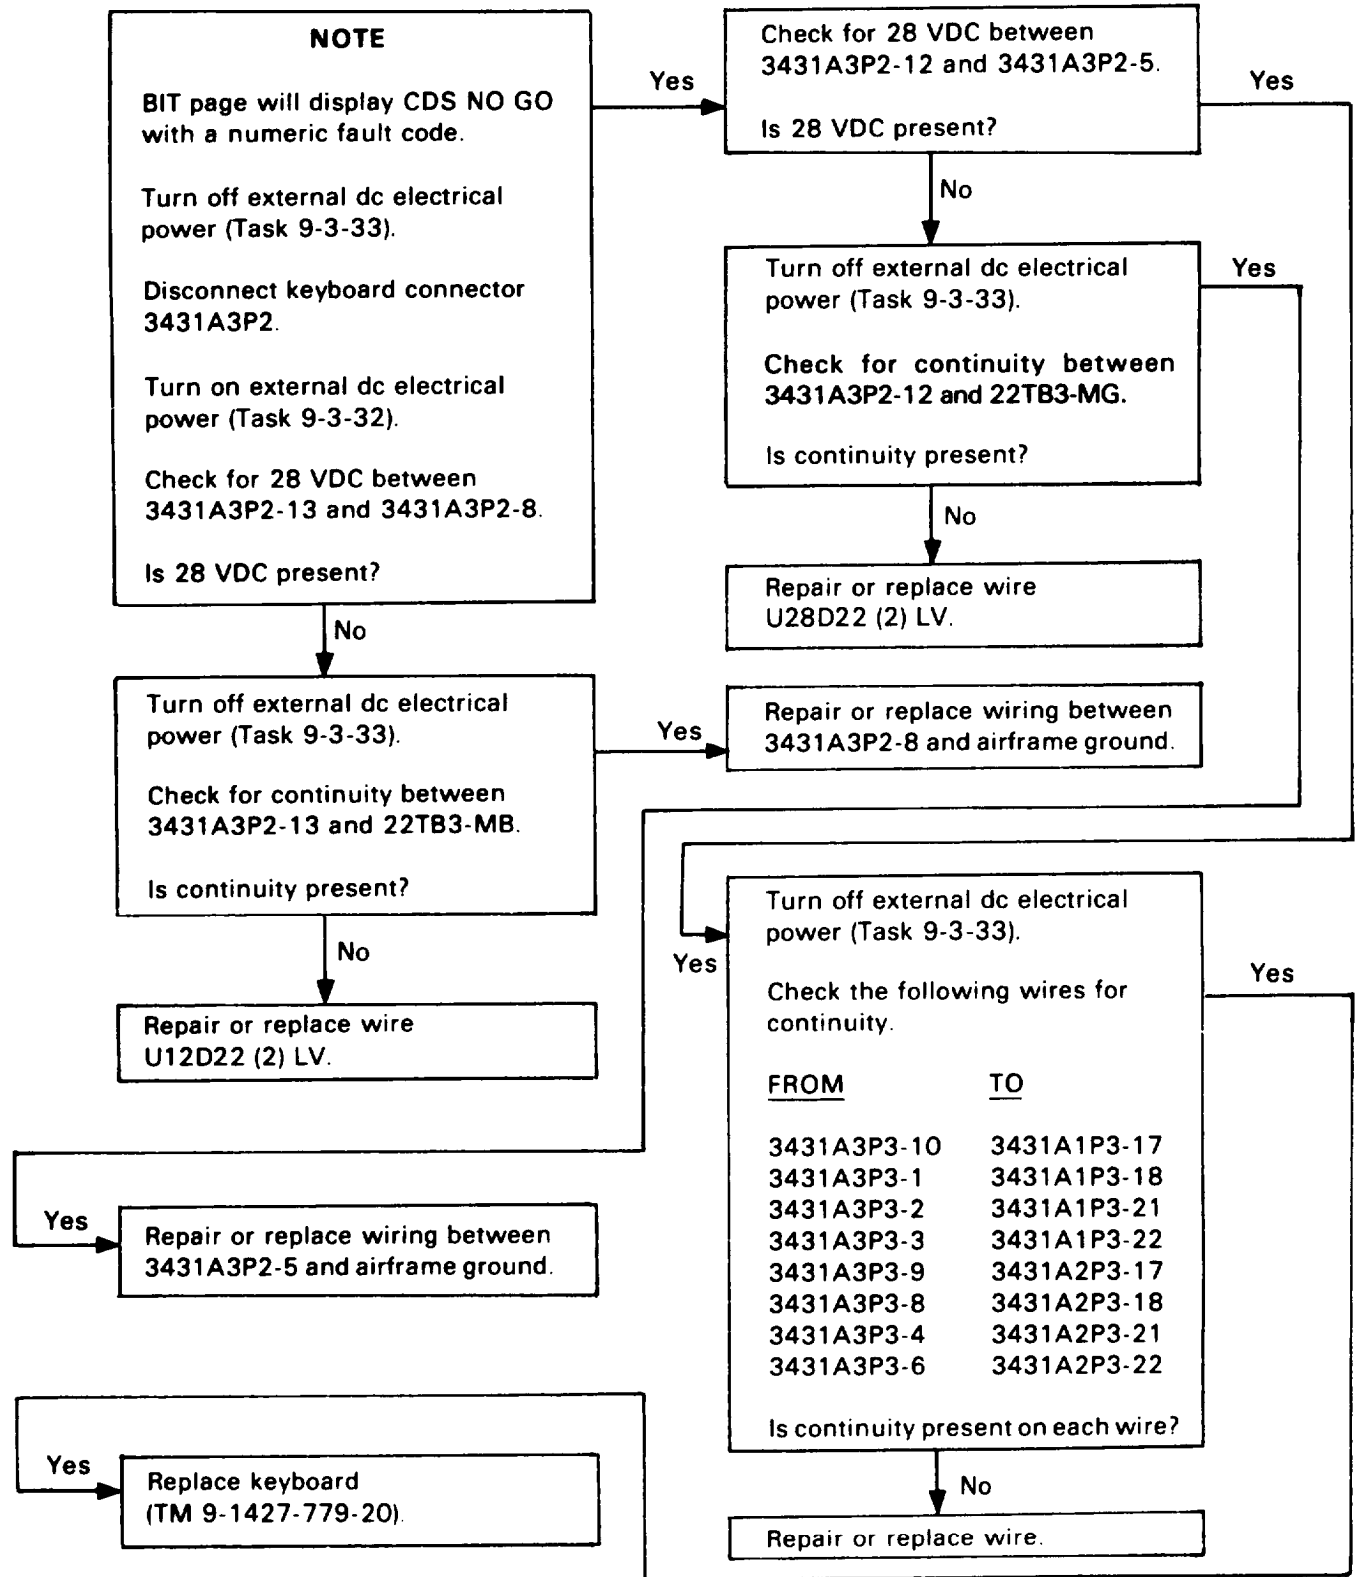 NOTE
BIT page will display CDS NO GO
with a numeric fault code.
Turn off external dc electrical
power (Task 9-3-33).
Disconnect keyboard connector
3431A3P2.
Turn on external dc electrical
power (Task 9-3-32).
Check for 28 VDC between
3431A3P2-13 and 3431A3P2-8.
Is 28 VDC present?
Yes
Check for 28 VDC between
3431A3P2-12 and 3431A3P2-5.
Is 28 VDC present?
Yes
No
Turn off external dc electrical
power (Task 9-3-33).
Check for continuity between
3431A3P2-12 and 22TB3-MG.
Is continuity present?
Yes
No
Repair or replace wire
U28D22 (2) LV.
No
Turn off external dc electrical
power (Task 9-3-33).
Check for continuity between
3431A3P2-13 and 22TB3-MB.
Is continuity present?
Yes
Repair or replace wiring between
3431A3P2-8 and airframe ground.
No
Repair or replace wire
U12D22 (2) LV.
Yes
Turn off external dc electrical
power (Task 9-3-33).
Check the following wires for
continuity.
FROM TO
3431A3P3-10 3431A1P3-17
3431A3P3-1 3431A1P3-18
3431A3P3-2 3431A1P3-21
3431A3P3-3 3431A1P3-22
3431A3P3-9 3431A2P3-17
3431A3P3-8 3431A2P3-18
3431A3P3-4 3431A2P3-21
3431A3P3-6 3431A2P3-22
Is continuity present on each wire?
Yes
No
Repair or replace wire.
Yes
Repair or replace wiring between
3431A3P2-5 and airframe ground.
Yes
Replace keyboard
(TM 9-1427-779-20).